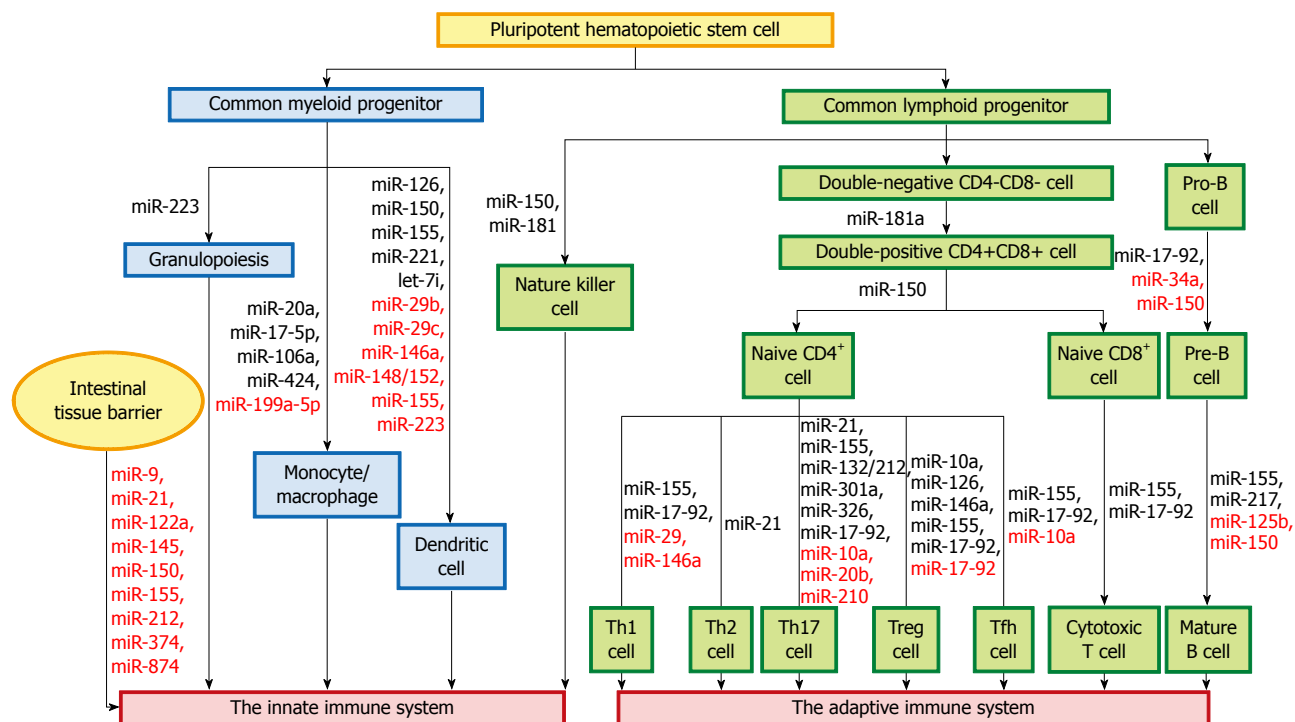 Pluripotent hematopoietic stem cell
Common myeloid progenitor
Common lymphoid progenitor
miR-223
Granulopoiesis
miR-20a,
miR-17-5p,
miR-106a,
miR-424,
miR-199a-5p
Monocyte/
macrophage
miR-126,
miR-150,
miR-155,
miR-221,
let-7i,
miR-29b,
miR-29c,
miR-146a,
miR-148/152,
miR-155,
miR-223
Dendritic
cell
miR-150,
miR-181
Nature killer
cell
Double-negative CD4-CD8- cell
miR-181a
Double-positive CD4+CD8+ cell
miR-150
Pro-B
cell
miR-17-92,
miR-34a,
miR-150
Naive CD4+
cell
Naive CD8+
cell
Pre-B
cell
Intestinal
tissue barrier
miR-9,
miR-21,
miR-122a,
miR-145,
miR-150,
miR-155,
miR-212,
miR-374,
miR-874
miR-155,
miR-17-92,
miR-29,
miR-146a
miR-21
miR-21,
miR-155,
miR-132/212,
miR-301a,
miR-326,
miR-17-92,
miR-10a,
miR-20b,
miR-210
miR-10a,
miR-126,
miR-146a,
miR-155,
miR-17-92,
miR-17-92
miR-155,
miR-17-92,
miR-10a
miR-155,
miR-17-92
miR-155,
miR-217,
miR-125b,
miR-150
Th1
cell
Th2
cell
Th17
cell
Treg
cell
Tfh
cell
Cytotoxic
T cell
Mature
B cell
The innate immune system
The adaptive immune system